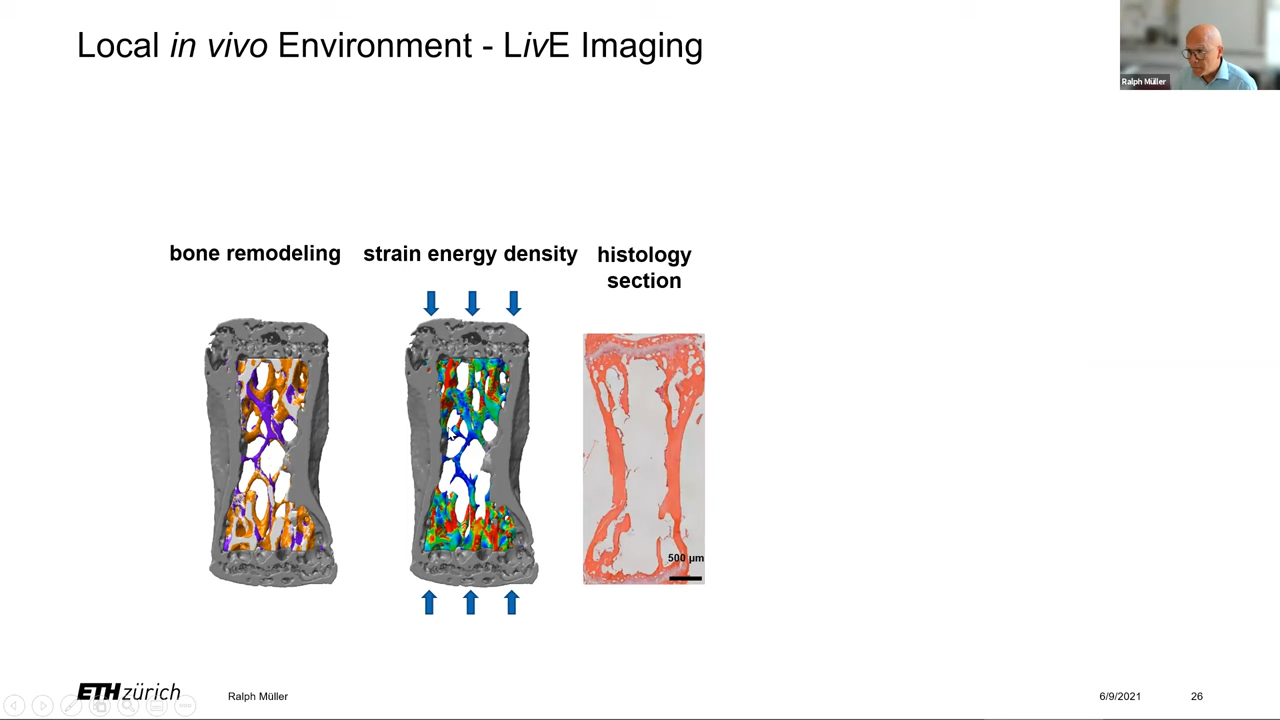 Local in vivo Environment - LivE Imaging
Ralph Müller
bone remodeling
strain energy density
histology
section
500 µm
ETH zürich
Ralph Müller
6/9/2021
26